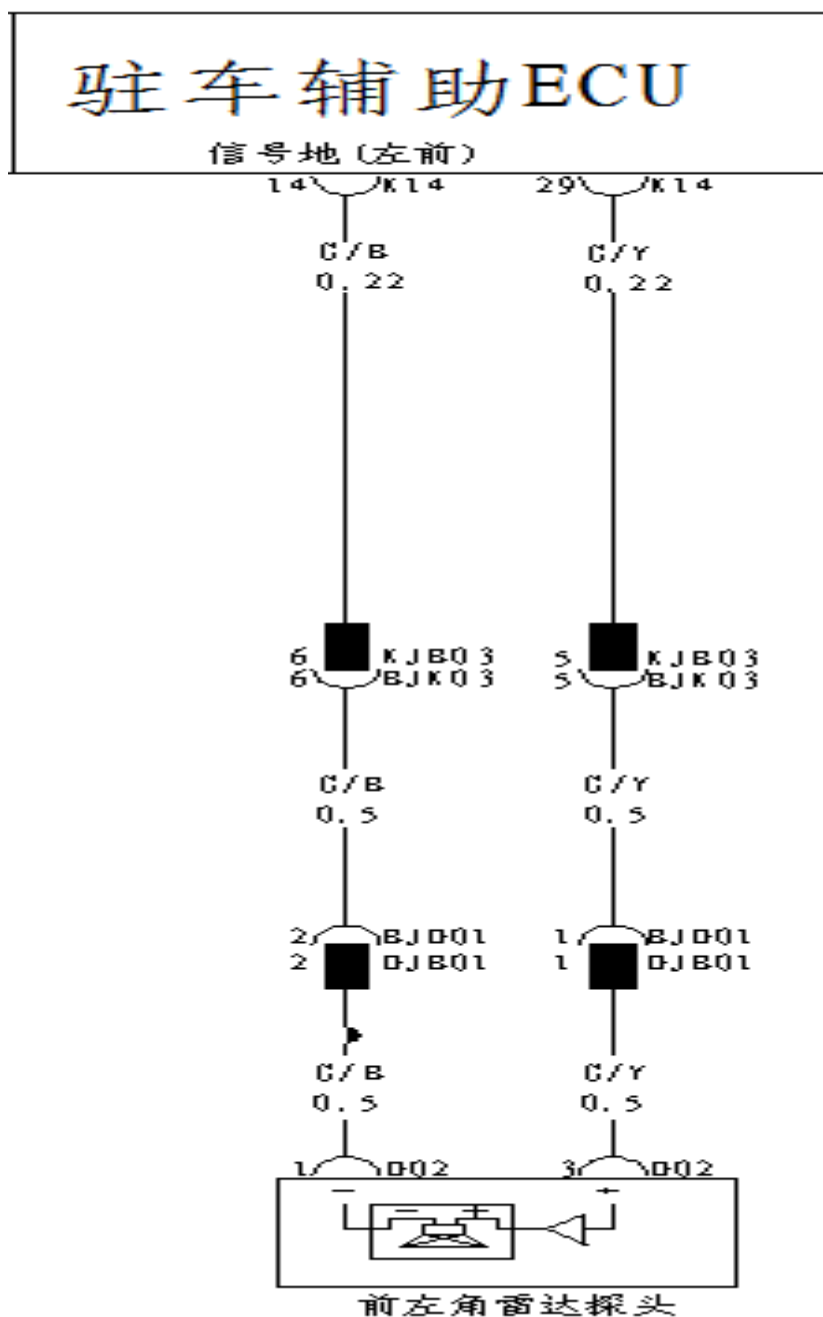 驻车辅助ECU
信号地(左前)
14 K14 29 K14
C/B C/Y
0.22 0.22
6 KJB03 5 KJB03
6 BJK03 5 BJK03
C/B C/Y
0.5 0.5
2 BJD01 1 BJD01
2 DJB01 1 DJB01
C/B C/Y
0.5 0.5
1 D02 3 D02
- +
- +
前左角雷达探头